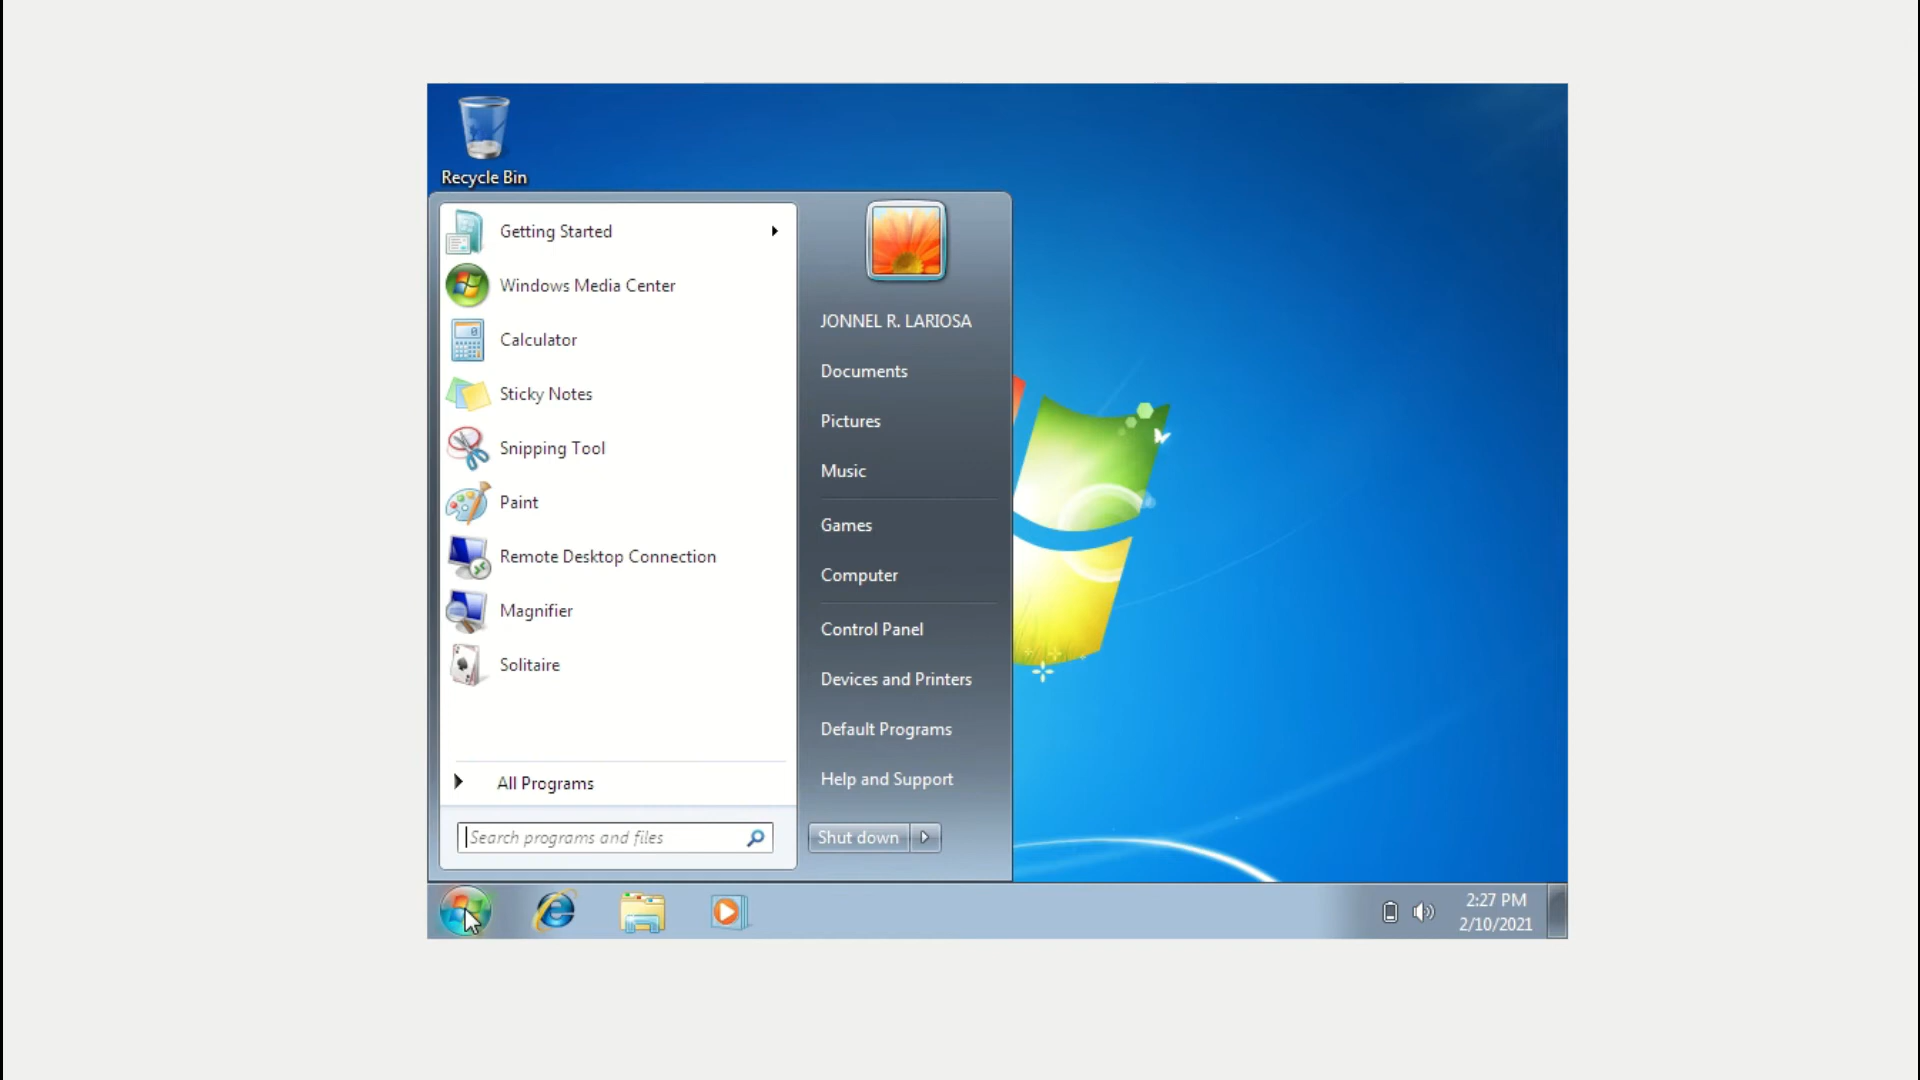 Recycle Bin
Getting Started
Windows Media Center
Calculator
Sticky Notes
Snipping Tool
Paint
Remote Desktop Connection
Magnifier
Solitaire
All Programs
Search programs and files
JONNEL R. LARIOSA
Documents
Pictures
Music
Games
Computer
Control Panel
Devices and Printers
Default Programs
Help and Support
Shut down
2:27 PM
2/10/2021